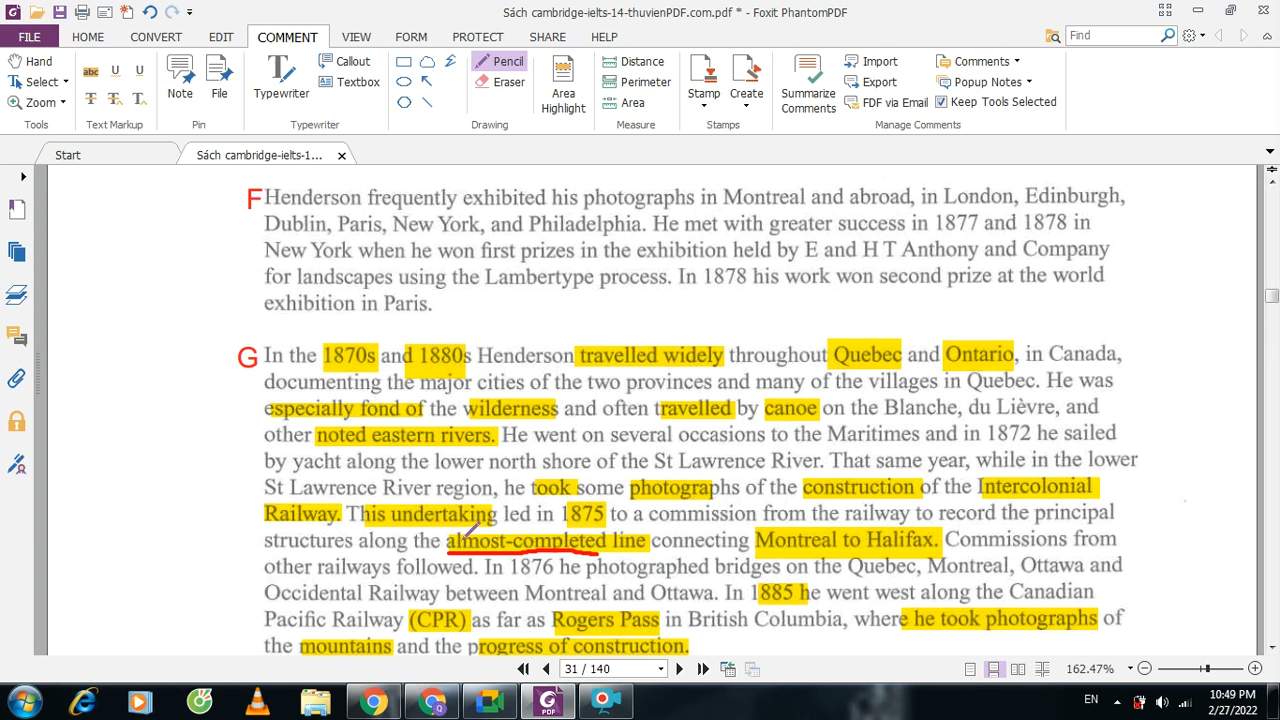 Sách cambridge-ielts-14-thuvienPDF.com.pdf * - Foxit PhantomPDF
FILE HOME CONVERT EDIT COMMENT VIEW FORM PROTECT SHARE HELP Find
Hand Callout Pencil Distance Import Comments
Select Textbox Eraser Perimeter Export Popup Notes
Zoom Note File Typewriter Area Highlight Area Stamp Create Summarize Comments FDF via Email Keep Tools Selected
Tools Text Markup Pin Typewriter Drawing Measure Stamps Manage Comments
Start Sách cambridge-ielts-1...
F Henderson frequently exhibited his photographs in Montreal and abroad, in London, Edinburgh,
Dublin, Paris, New York, and Philadelphia. He met with greater success in 1877 and 1878 in
New York when he won first prizes in the exhibition held by E and H T Anthony and Company
for landscapes using the Lambertype process. In 1878 his work won second prize at the world
exhibition in Paris.
G In the 1870s and 1880s Henderson travelled widely throughout Quebec and Ontario, in Canada,
documenting the major cities of the two provinces and many of the villages in Quebec. He was
especially fond of the wilderness and often travelled by canoe on the Blanche, du Lièvre, and
other noted eastern rivers. He went on several occasions to the Maritimes and in 1872 he sailed
by yacht along the lower north shore of the St Lawrence River. That same year, while in the lower
St Lawrence River region, he took some photographs of the construction of the Intercolonial
Railway. This undertaking led in 1875 to a commission from the railway to record the principal
structures along the almost-completed line connecting Montreal to Halifax. Commissions from
other railways followed. In 1876 he photographed bridges on the Quebec, Montreal, Ottawa and
Occidental Railway between Montreal and Ottawa. In 1885 he went west along the Canadian
Pacific Railway (CPR) as far as Rogers Pass in British Columbia, where he took photographs of
the mountains and the progress of construction.
31 / 140 162.47%
EN 10:49 PM
2/27/2022